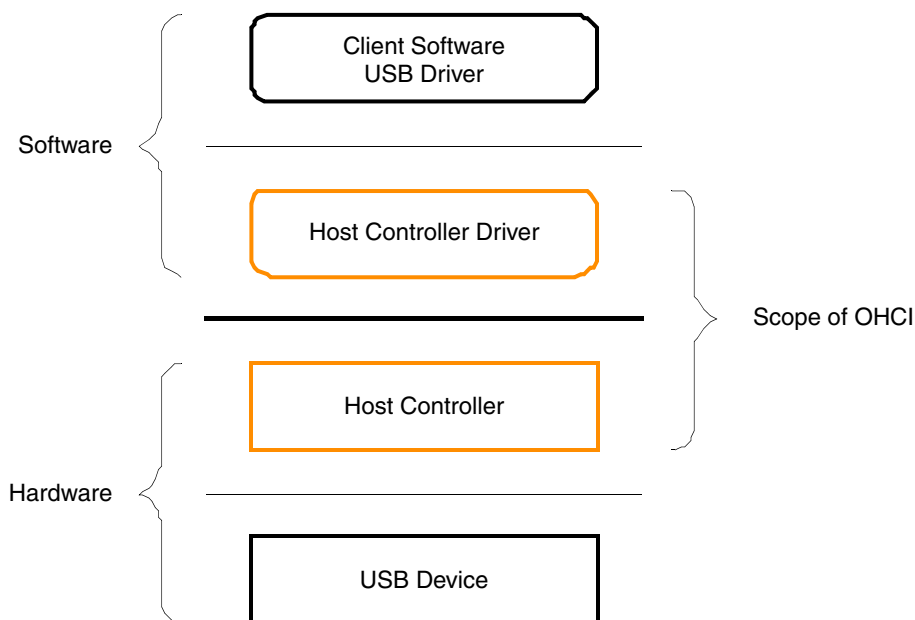 Client Software
USB Driver
Software
Host Controller Driver
Scope of OHCI
Host Controller
Hardware
USB Device